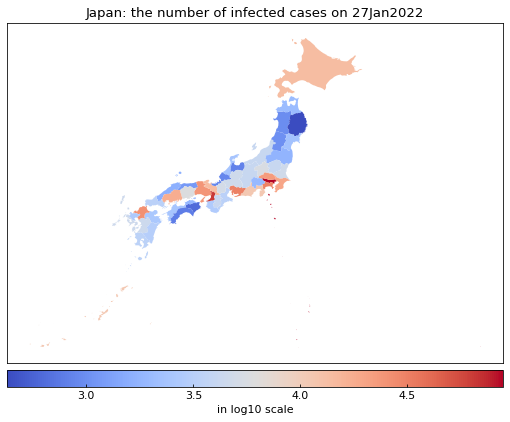 Japan: the number of infected cases on 27Jan2022
3.0 3.5 4.0 4.5
in log10 scale